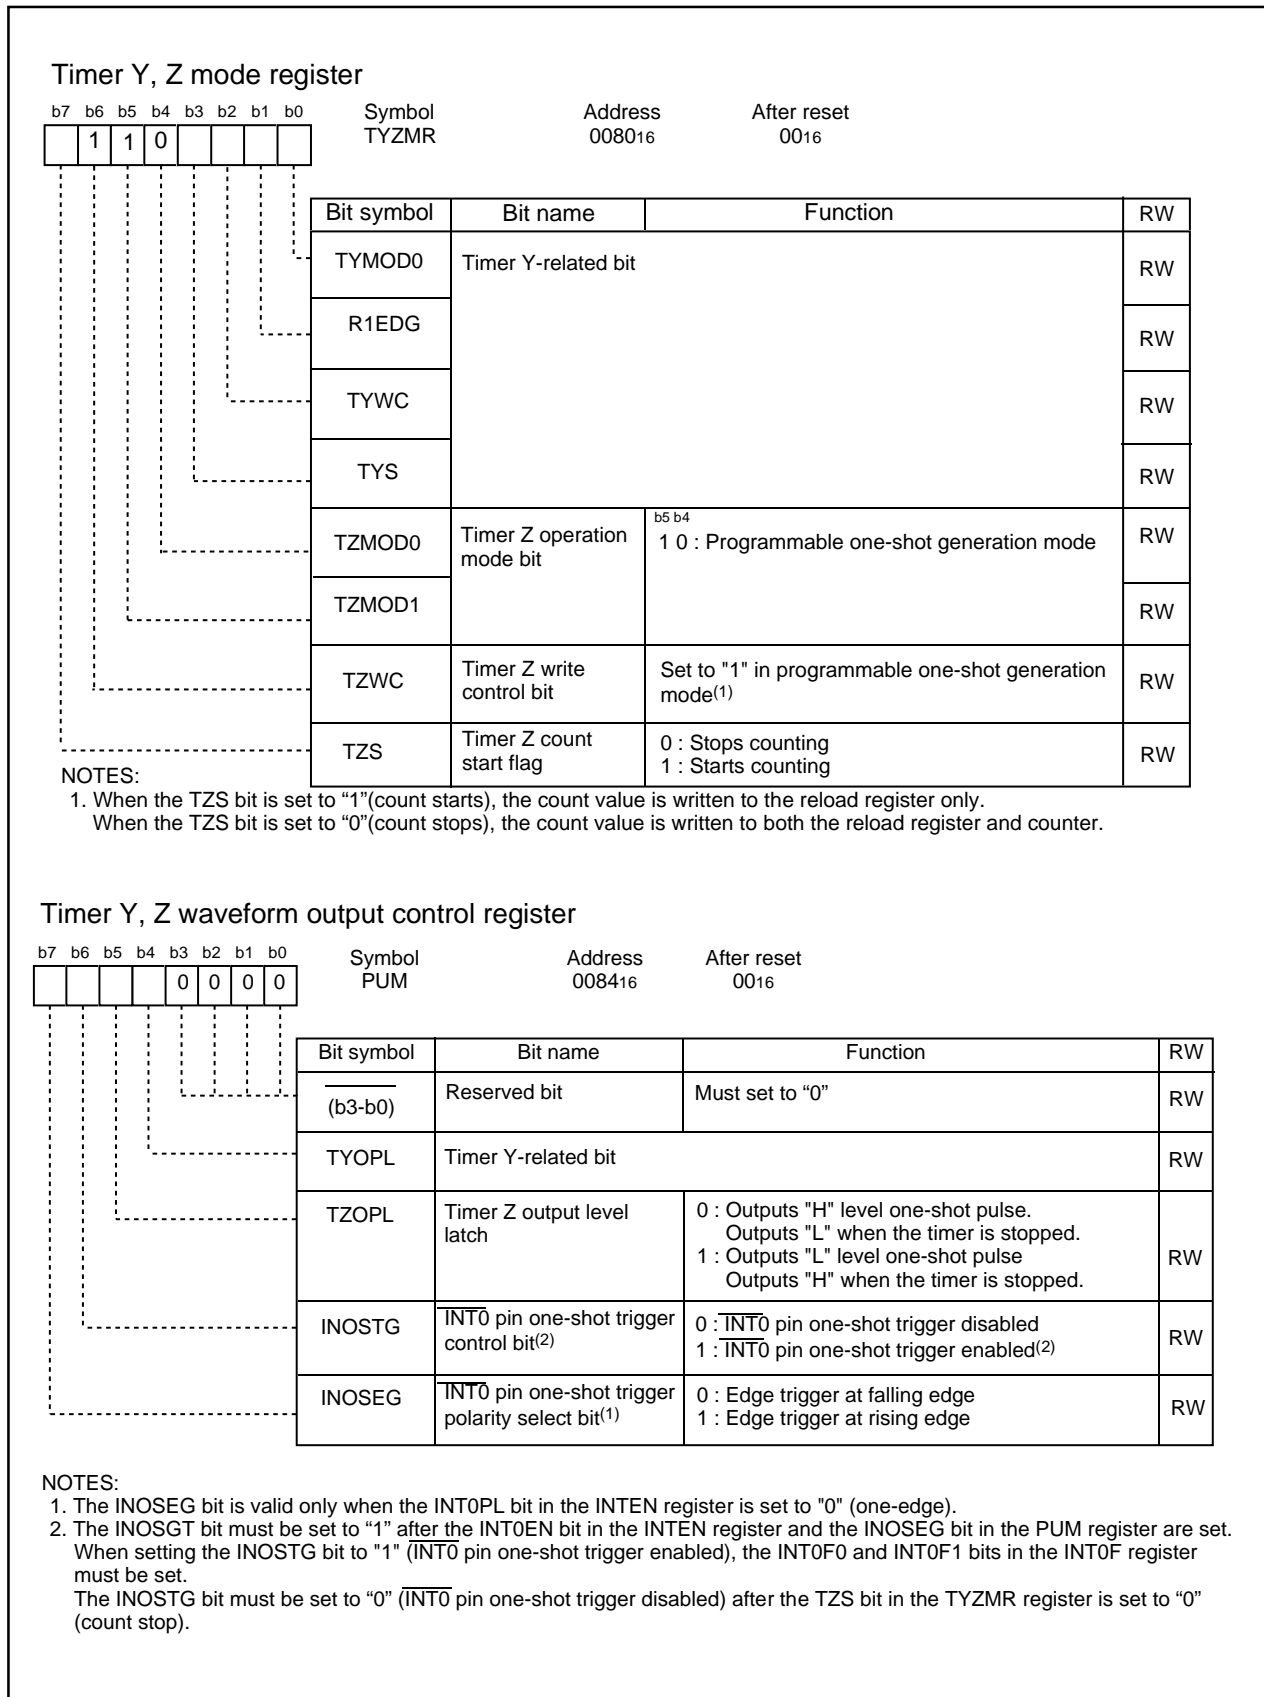 Timer Y, Z mode register
b7 b6 b5 b4 b3 b2 b1 b0
Symbol Address After reset
1 1 0
TYZMR 008016 0016
Bit symbol Bit name Function RW
TYMOD0 Timer Y-related bit RW
R1EDG RW
TYWC RW
TYS RW
b5 b4
TZMOD0 Timer Z operation mode bit 1 0 : Programmable one-shot generation mode RW
TZMOD1 RW
TZWC Timer Z write control bit Set to "1" in programmable one-shot generation mode(1) RW
TZS Timer Z count start flag 0 : Stops counting
1 : Starts counting RW
NOTES:
1. When the TZS bit is set to “1”(count starts), the count value is written to the reload register only.
When the TZS bit is set to “0”(count stops), the count value is written to both the reload register and counter.
Timer Y, Z waveform output control register
b7 b6 b5 b4 b3 b2 b1 b0
Symbol Address After reset
0 0 0 0
PUM 008416 0016
Bit symbol Bit name Function RW
(b3-b0) Reserved bit Must set to “0” RW
TYOPL Timer Y-related bit RW
TZOPL Timer Z output level latch 0 : Outputs "H" level one-shot pulse.
Outputs "L" when the timer is stopped.
1 : Outputs "L" level one-shot pulse
Outputs "H" when the timer is stopped. RW
INOSTG INT0 pin one-shot trigger control bit(2) 0 : INT0 pin one-shot trigger disabled
1 : INT0 pin one-shot trigger enabled(2) RW
INOSEG INT0 pin one-shot trigger polarity select bit(1) 0 : Edge trigger at falling edge
1 : Edge trigger at rising edge RW
NOTES:
1. The INOSEG bit is valid only when the INT0PL bit in the INTEN register is set to "0" (one-edge).
2. The INOSGT bit must be set to “1” after the INT0EN bit in the INTEN register and the INOSEG bit in the PUM register are set.
When setting the INOSTG bit to "1" (INT0 pin one-shot trigger enabled), the INT0F0 and INT0F1 bits in the INT0F register
must be set.
The INOSTG bit must be set to “0” (INT0 pin one-shot trigger disabled) after the TZS bit in the TYZMR register is set to “0”
(count stop).